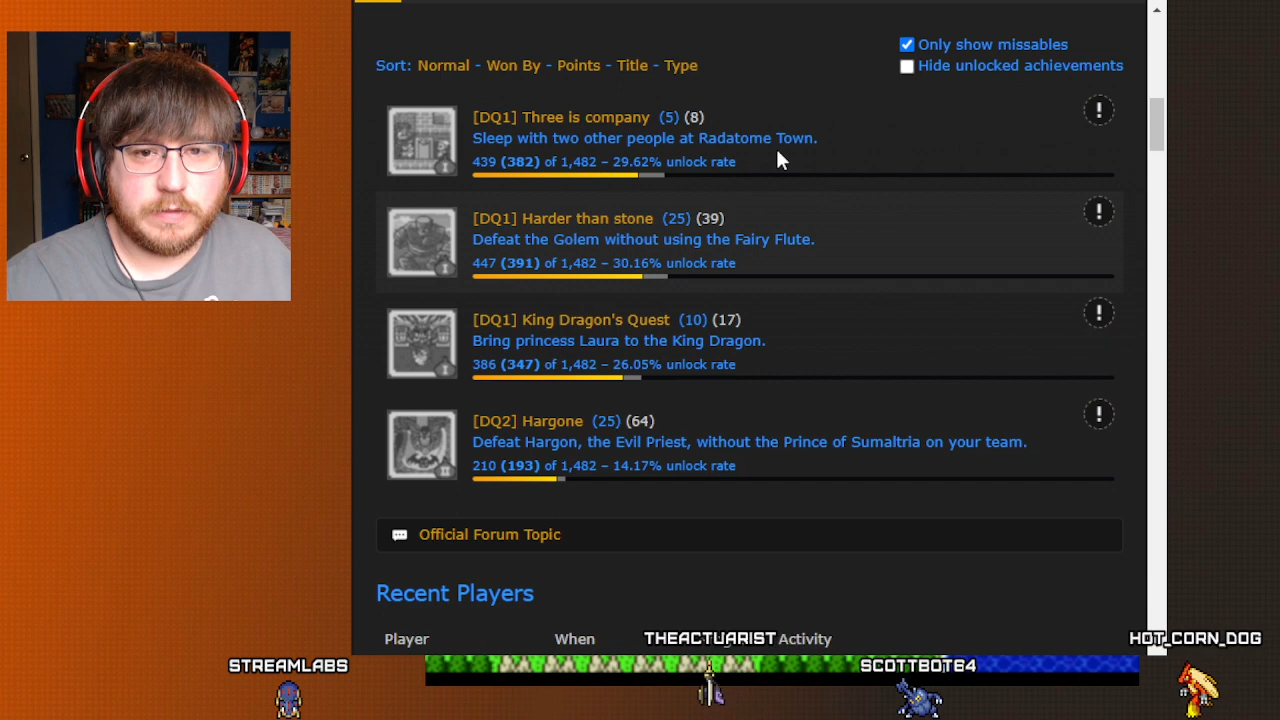 Only show missables
Sort: Normal - Won By - Points - Title - Type
Hide unlocked achievements
[DQ1] Three is company (5) (8)
Sleep with two other people at Radatome Town.
439 (382) of 1,482 – 29.62% unlock rate
[DQ1] Harder than stone (25) (39)
Defeat the Golem without using the Fairy Flute.
447 (391) of 1,482 – 30.16% unlock rate
[DQ1] King Dragon's Quest (10) (17)
Bring princess Laura to the King Dragon.
386 (347) of 1,482 – 26.05% unlock rate
[DQ2] Hargone (25) (64)
Defeat Hargon, the Evil Priest, without the Prince of Sumaltria on your team.
210 (193) of 1,482 – 14.17% unlock rate
Official Forum Topic
Recent Players
Player When Activity
THEACTUARIST
HOT_CORN_DOG
STREAMLABS
SCOTTBOT84